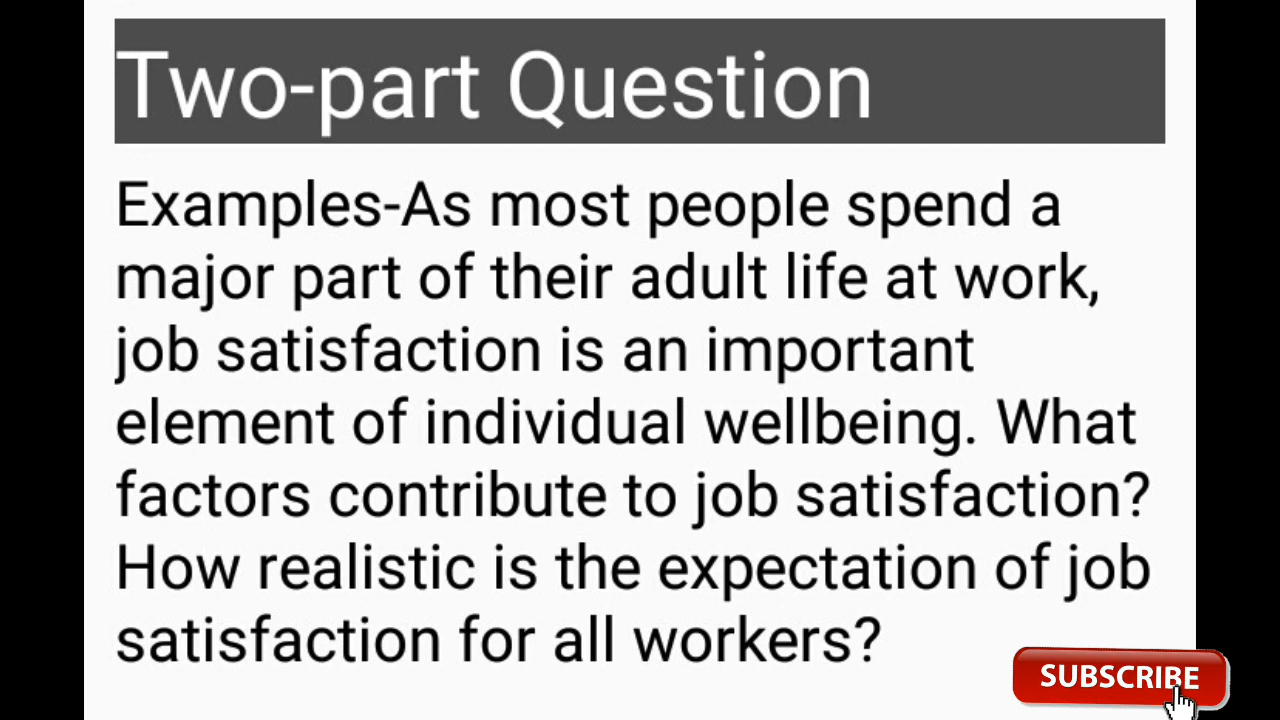 Two-part Question
Examples-As most people spend a
major part of their adult life at work,
job satisfaction is an important
element of individual wellbeing. What
factors contribute to job satisfaction?
How realistic is the expectation of job
satisfaction for all workers?
SUBSCRIBE